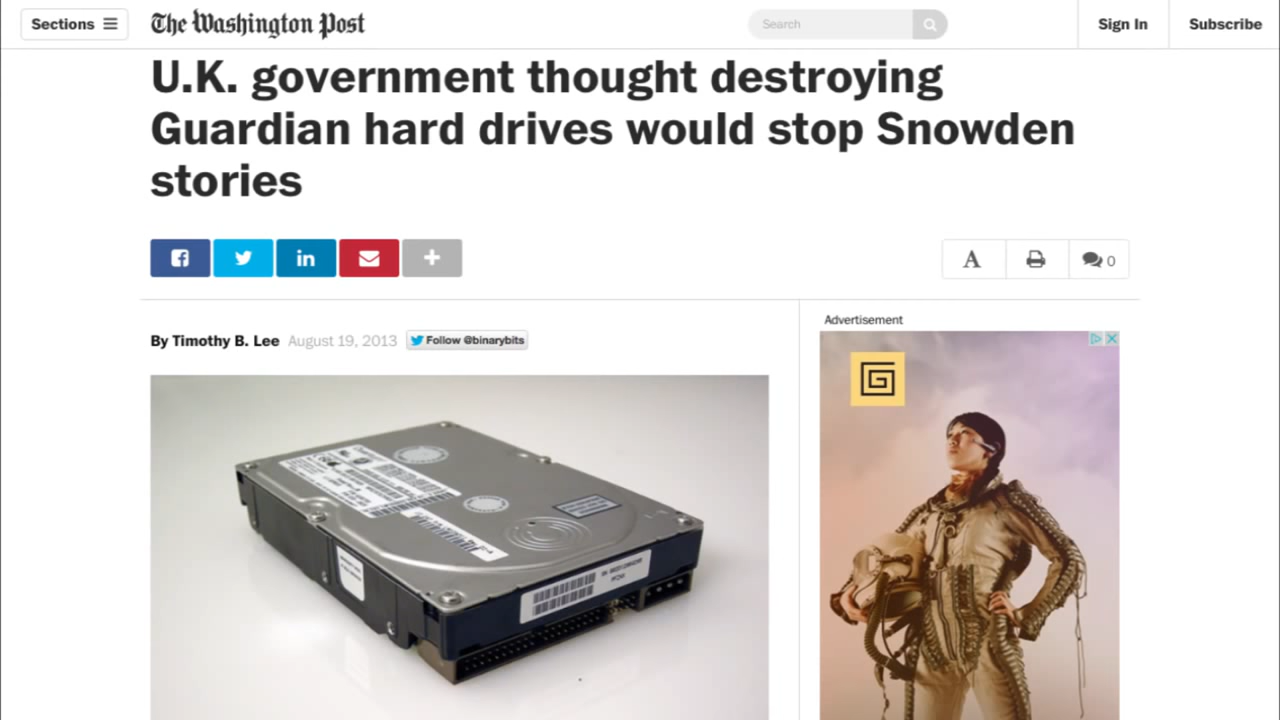 Sections
The Washington Post
Search
Sign In
Subscribe
U.K. government thought destroying
Guardian hard drives would stop Snowden
stories
A
0
By Timothy B. Lee August 19, 2013 Follow @binarybits
Advertisement